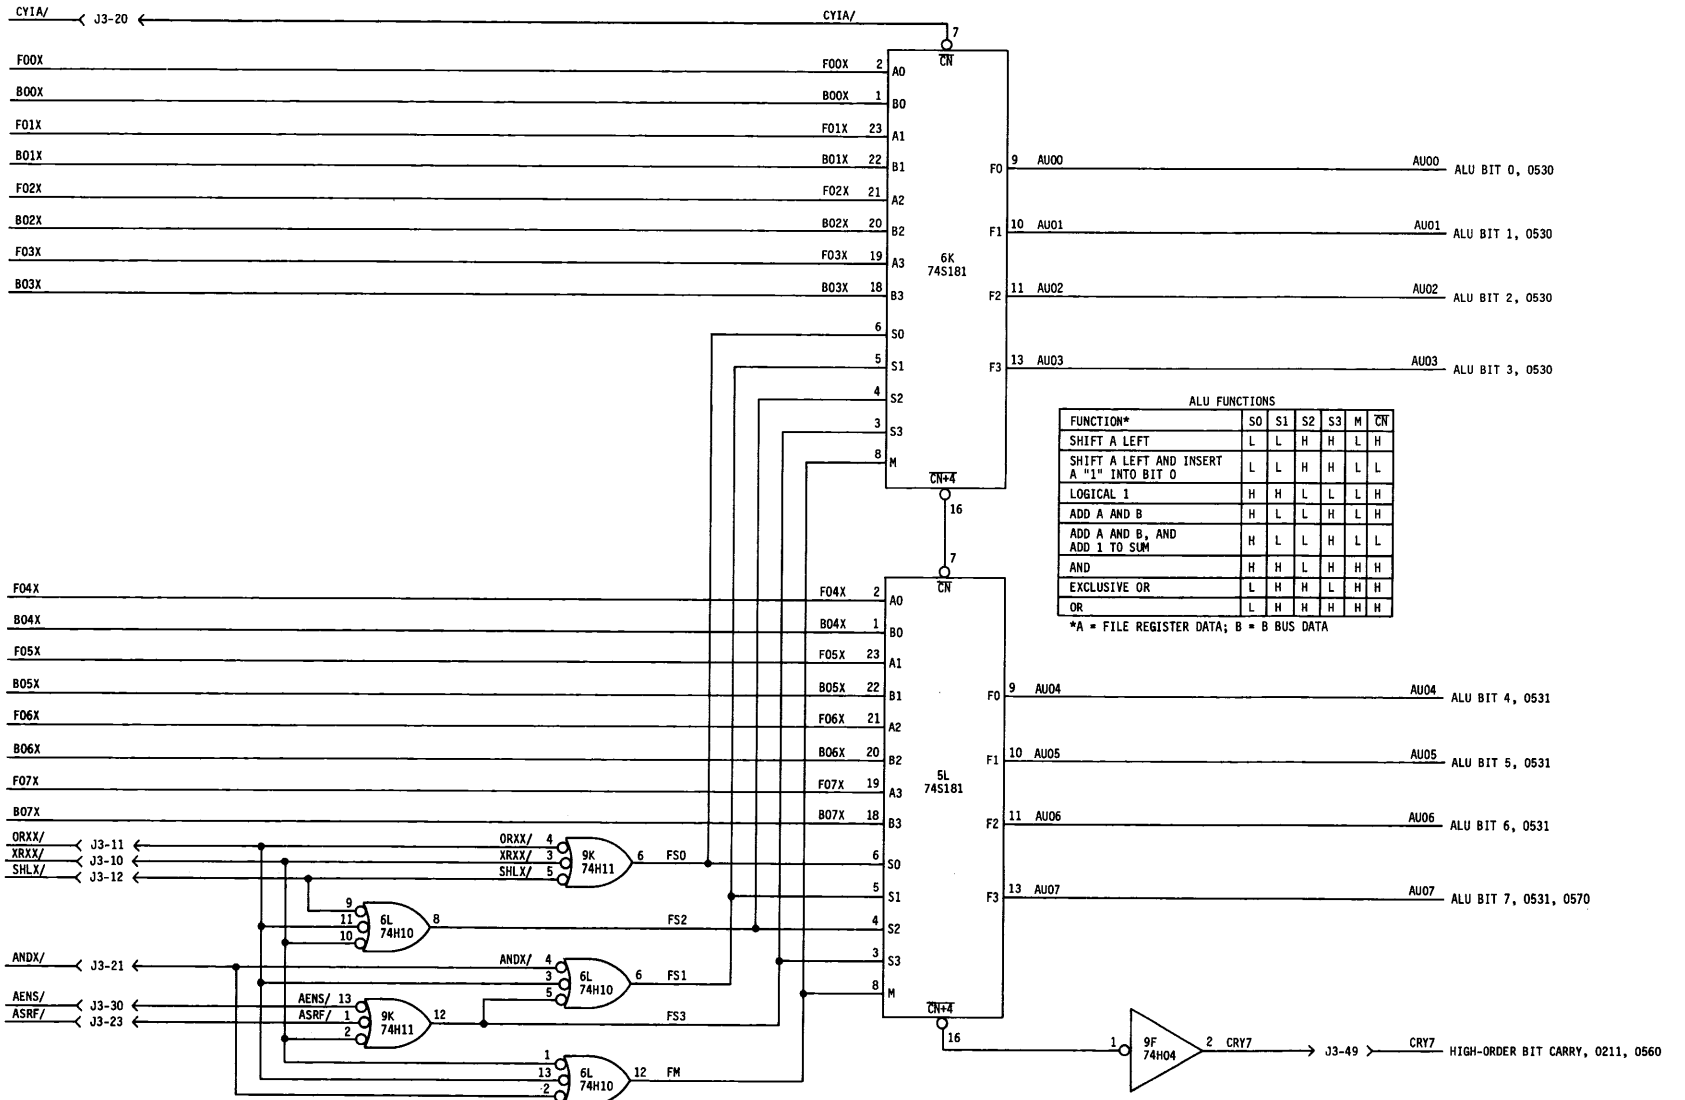 CYIA/ J3-20 CYIA/ 7
CN
F00X F00X 2 A0
B00X B00X 1 B0
F01X F01X 23 A1
B01X B01X 22 B1
F02X F02X 21 A2
B02X B02X 20 B2
F03X F03X 19 A3
B03X B03X 18 B3
6 S0
5 S1
4 S2
3 S3
8 M
6K
74S181
F0 9 AU00 AU00 ALU BIT 0, 0530
F1 10 AU01 AU01 ALU BIT 1, 0530
F2 11 AU02 AU02 ALU BIT 2, 0530
F3 13 AU03 AU03 ALU BIT 3, 0530
CN+4
16
ALU FUNCTIONS
FUNCTION* S0 S1 S2 S3 M CN
SHIFT A LEFT L L H H L H
SHIFT A LEFT AND INSERT
A "1" INTO BIT 0 L L H H L L
LOGICAL 1 H H L L L H
ADD A AND B H L L H L H
ADD A AND B, AND
ADD 1 TO SUM H L L H L L
AND H H L H H H
EXCLUSIVE OR L H H L H H
OR L H H H H H
*A = FILE REGISTER DATA; B = B BUS DATA
7
CN
F04X F04X 2 A0
B04X B04X 1 B0
F05X F05X 23 A1
B05X B05X 22 B1
F06X F06X 21 A2
B06X B06X 20 B2
F07X F07X 19 A3
B07X B07X 18 B3
5L
74S181
F0 9 AU04 AU04 ALU BIT 4, 0531
F1 10 AU05 AU05 ALU BIT 5, 0531
F2 11 AU06 AU06 ALU BIT 6, 0531
F3 13 AU07 AU07 ALU BIT 7, 0531, 0570
ORXX/ J3-11 ORXX/ 4
XRXX/ J3-10 XRXX/ 3
SHLX/ J3-12 SHLX/ 5
9K
74H11
6 FS0 6 S0
5 S1
9
11
10
6L
74H10
8 FS2 4 S2
3 S3
ANDX/ J3-21 ANDX/ 4
3
5
6L
74H10
6 FS1
8 M
AENS/ J3-30 AENS/ 13
ASRF/ J3-23 ASRF/ 1
2
9K
74H11
12 FS3
CN+4
16
1
13
2
6L
74H10
12 FM
1 9F
74H04
2 CRY7 J3-49 CRY7 HIGH-ORDER BIT CARRY, 0211, 0560